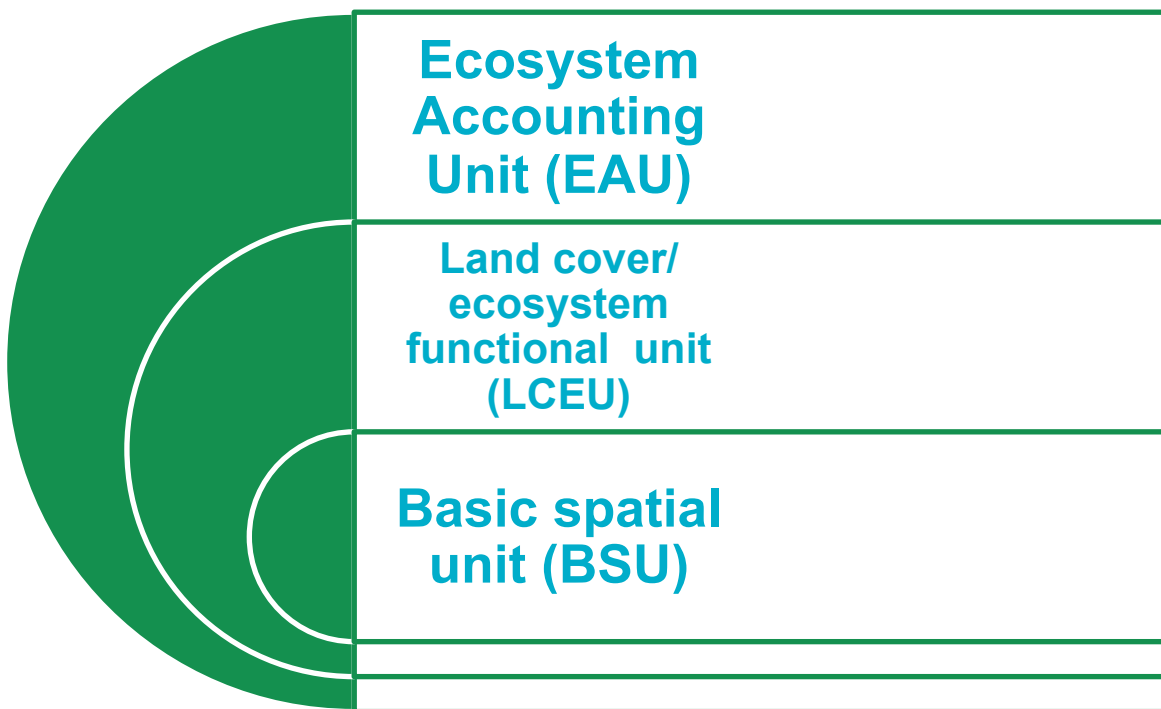 Ecosystem
Accounting
Unit (EAU)
Land cover/
ecosystem
functional  unit
(LCEU)
Basic spatial
unit (BSU)